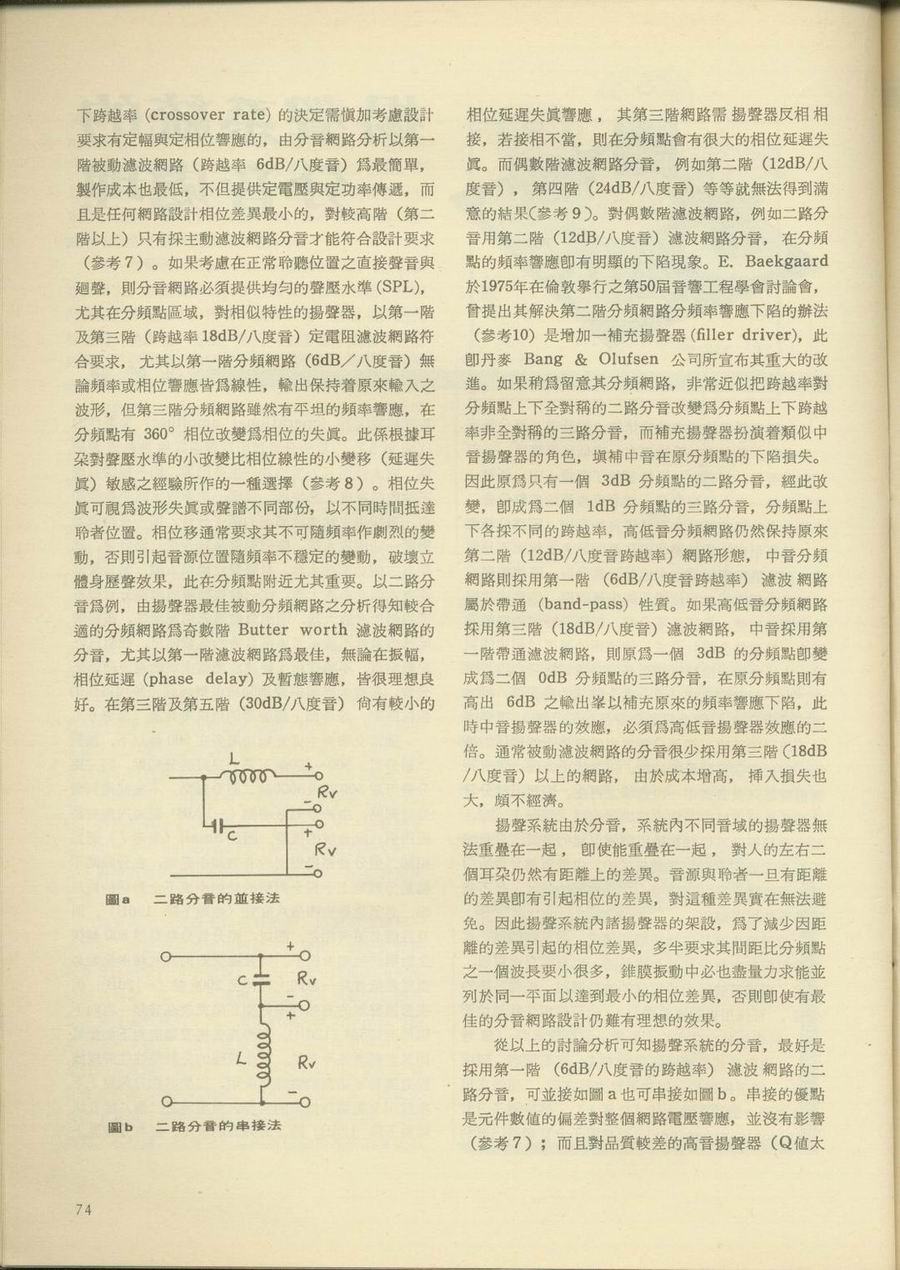 下跨越率 (crossover rate) 的決定需愼加考慮設計
要求有定幅與定相位響應的，由分音網路分析以第一
階被動濾波網路（跨越率 6dB/八度音）爲最簡單，
製作成本也最低，不但提供定電壓與定功率傳遞，而
且是任何網路設計相位差異最小的，對較高階（第二
階以上）只有採主動濾波網路分音才能符合設計要求
（參考7）。如果考慮在正常聆聽位置之直接聲音與
廻聲，則分音網路必須提供均勻的聲壓水準(SPL)，
尤其在分頻點區域，對相似特性的揚聲器，以第一階
及第三階（跨越率18dB/八度音）定電阻濾波網路符
合要求， 尤其以第一階分頻網路（6dB／八度音）無
論頻率或相位響應皆爲線性，輸出保持着原來輸入之
波形，但第三階分頻網路雖然有平坦的頻率響應，在
分頻點有 360° 相位改變爲相位的失眞。此係根據耳
朶對聲壓水準的小改變比相位線性的小變移（延遲失
眞）敏感之經驗所作的一種選擇（參考8）。相位失
眞可視爲波形失眞或聲譜不同部份，以不同時間抵達
聆者位置。相位移通常要求其不可隨頻率作劇烈的變
動，否則引起音源位置隨頻率不穩定的變動，破壞立
體身歷聲效果，此在分頻點附近尤其重要。以二路分
音爲例，由揚聲器最佳被動分頻網路之分析得知較合
適的分頻網路爲奇數階 Butter worth 濾波網路的
分音，尤其以第一階濾波網路爲最佳，無論在振幅，
相位延遲 (phase delay) 及暫態響應，皆很理想良
好。在第三階及第五階（30dB/八度音） 尙有較小的
L
+
Rv
−
C
+
Rv
−
圖a 二路分音的並接法
+
C
Rv
−
+
L
Rv
−
圖b 二路分音的串接法
74
相位延遲失眞響應， 其第三階網路需 揚聲器反相 相
接，若接相不當，則在分頻點會有很大的相位延遲失
眞。而偶數階濾波網路分音， 例如第二階（12dB/八
度音）， 第四階（24dB/八度音）等等就無法得到滿
意的結果(參考9)。對偶數階濾波網路，例如二路分
音用第二階（12dB/八度音）濾波網路分音， 在分頻
點的頻率響應卽有明顯的下陷現象。E. Baekgaard
於1975年在倫敦舉行之第50屆音響工程學會討論會，
曾提出其解決第二階分頻網路分頻率響應下陷的辦法
（參考10）是增加一補充揚聲器 (filler driver)，此
卽丹麥 Bang & Olufsen 公司所宣布其重大的改
進。如果稍爲留意其分頻網路，非常近似把跨越率對
分頻點上下全對稱的二路分音改變爲分頻點上下跨越
率非全對稱的三路分音，而補充揚聲器扮演着類似中
音揚聲器的角色，塡補中音在原分頻點的下陷損失。
因此原爲只有一個 3dB 分頻點的二路分音，經此改
變，卽成爲二個 1dB 分頻點的三路分音，分頻點上
下各採不同的跨越率，高低音分頻網路仍然保持原來
第二階（12dB/八度音跨越率）網路形態， 中音分頻
網路則採用第一階 （6dB/八度音跨越率） 濾波 網路
屬於帶通 (band-pass) 性質。如果高低音分頻網路
採用第三階（18dB/八度音）濾波網路， 中音採用第
一階帶通濾波網路，則原爲一個 3dB 的分頻點卽變
成爲二個 0dB 分頻點的三路分音，在原分頻點則有
高出 6dB 之輸出峯以補充原來的頻率響應下陷，此
時中音揚聲器的效應，必須爲高低音揚聲器效應的二
倍。通常被動濾波網路的分音很少採用第三階（18dB
/八度音）以上的網路， 由於成本增高， 揷入損失也
大，頗不經濟。
揚聲系統由於分音，系統內不同音域的揚聲器無
法重疊在一起， 卽使能重疊在一起， 對人的左右二
個耳朶仍然有距離上的差異。音源與聆者一旦有距離
的差異卽有引起相位的差異，對這種差異實在無法避
免。因此揚聲系統內諸揚聲器的架設，爲了減少因距
離的差異引起的相位差異，多半要求其間距比分頻點
之一個波長要小很多，錐膜振動中必也盡量力求能並
列於同一平面以達到最小的相位差異，否則卽使有最
佳的分音網路設計仍難有理想的效果。
從以上的討論分析可知揚聲系統的分音，最好是
採用第一階 （6dB/八度音的跨越率） 濾波 網路的二
路分音，可並接如圖a也可串接如圖b。串接的優點
是元件數値的偏差對整個網路電壓響應，並沒有影響
（參考7）；而且對品質較差的高音揚聲器（Q値太